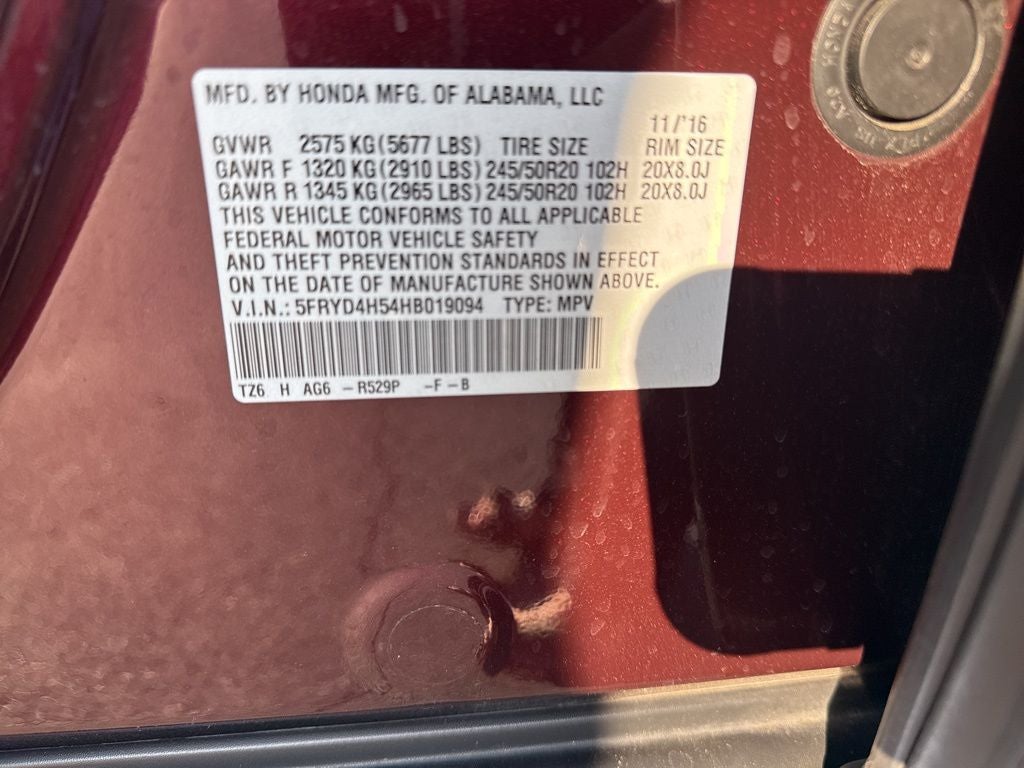 MFD. BY HONDA MFG. OF ALABAMA, LLC
11/'16
GVWR 2575 KG(5677 LBS) TIRE SIZE RIM SIZE
GAWR F 1320 KG(2910 LBS) 245/50R20 102H 20X8.0J
GAWR R 1345 KG(2965 LBS) 245/50R20 102H 20X8.0J
THIS VEHICLE CONFORMS TO ALL APPLICABLE
FEDERAL MOTOR VEHICLE SAFETY
AND THEFT PREVENTION STANDARDS IN EFFECT
ON THE DATE OF MANUFACTURE SHOWN ABOVE.
V.I.N.: 5FRYD4H54HB019094 TYPE: MPV
TZ6 H AG6 -R529P -F-B
HONDA